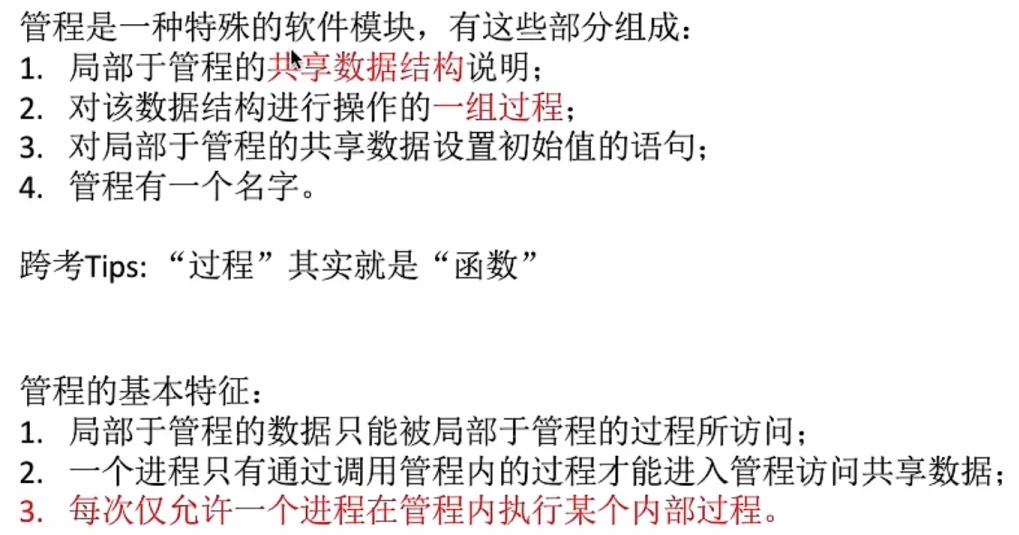 管程是一种特殊的软件模块，有这些部分组成：
1. 局部于管程的共享数据结构说明；
2. 对该数据结构进行操作的一组过程；
3. 对局部于管程的共享数据设置初始值的语句；
4. 管程有一个名字。
跨考Tips: “过程”其实就是“函数”
管程的基本特征：
1. 局部于管程的数据只能被局部于管程的过程所访问；
2. 一个进程只有通过调用管程内的过程才能进入管程访问共享数据；
3. 每次仅允许一个进程在管程内执行某个内部过程。